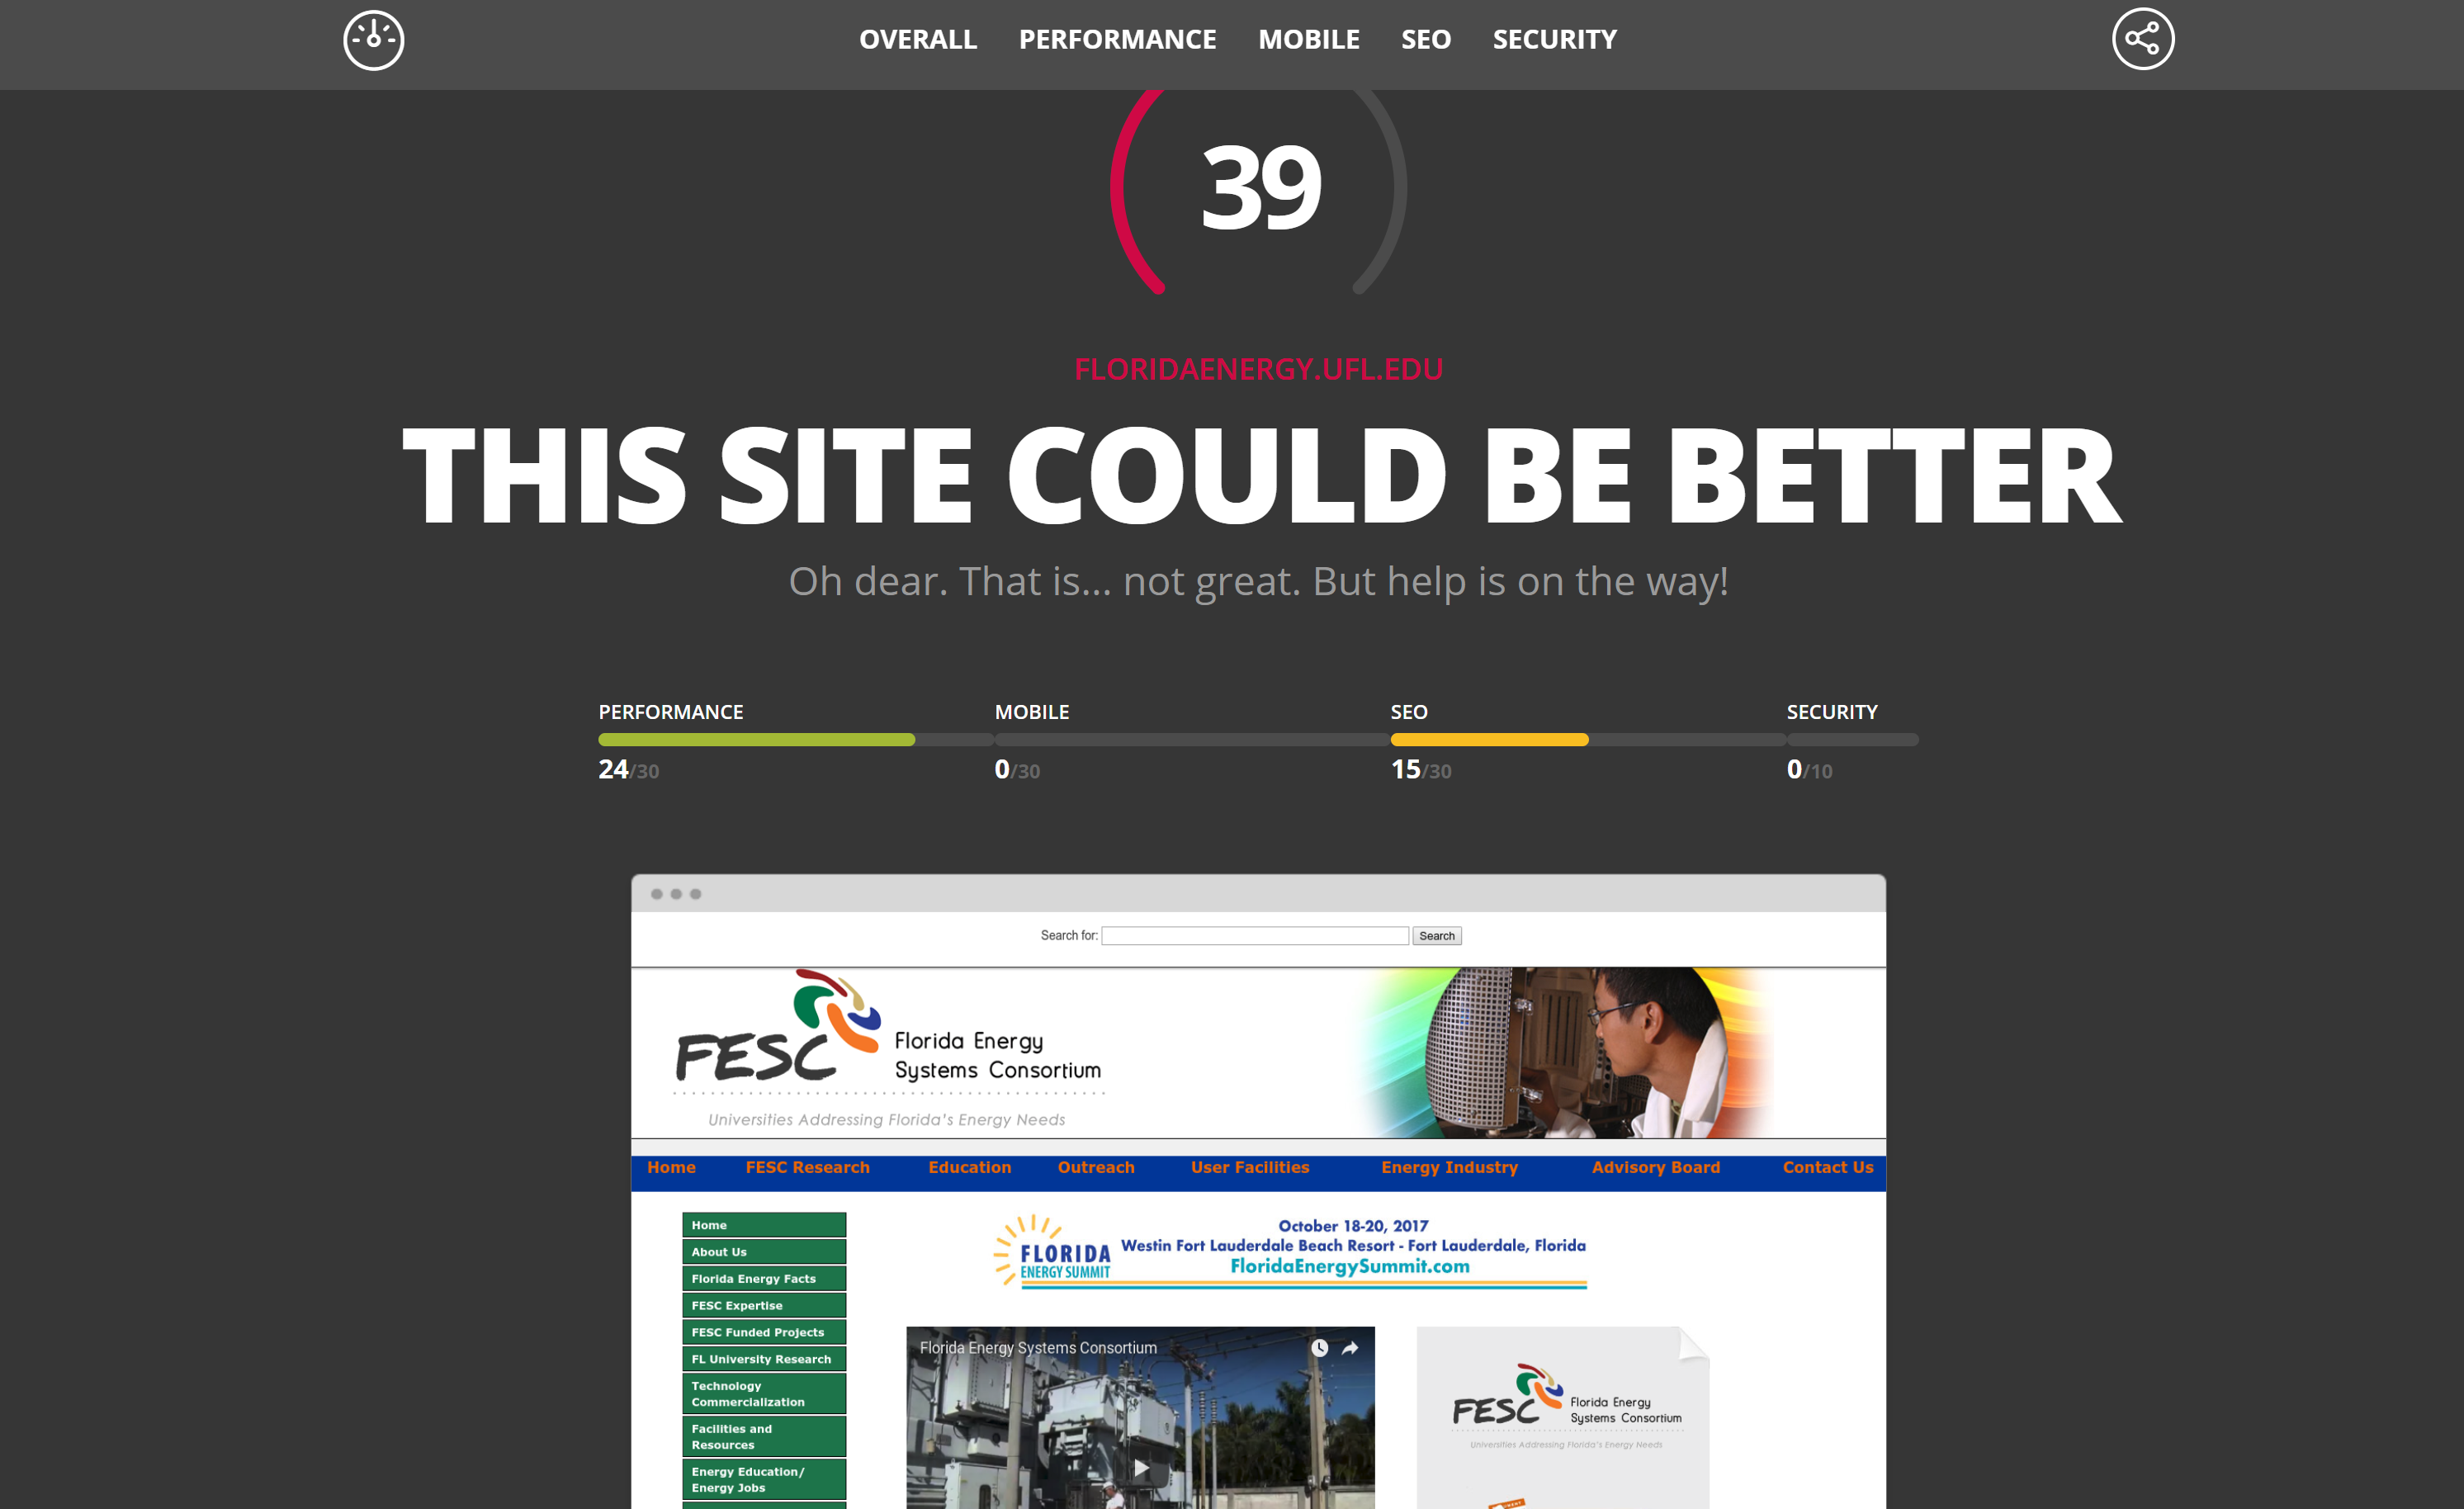 OVERALL PERFORMANCE MOBILE SEO SECURITY
39
FLORIDAENERGY.UFL.EDU
THIS SITE COULD BE BETTER
Oh dear. That is... not great. But help is on the way!
PERFORMANCE
24/30
MOBILE
0/30
SEO
15/30
SECURITY
0/10
Search for: Search
FESC Florida Energy
Systems Consortium
Universities Addressing Florida's Energy Needs
Home FESC Research Education Outreach User Facilities Energy Industry Advisory Board Contact Us
Home
About Us
Florida Energy Facts
FESC Expertise
FESC Funded Projects
FL University Research
Technology
Commercialization
Facilities and
Resources
Energy Education/
Energy Jobs
FLORIDA
ENERGY SUMMIT
October 18-20, 2017
Westin Fort Lauderdale Beach Resort - Fort Lauderdale, Florida
FloridaEnergySummit.com
Florida Energy Systems Consortium
FESC Florida Energy
Systems Consortium
Universities Addressing Florida's Energy Needs